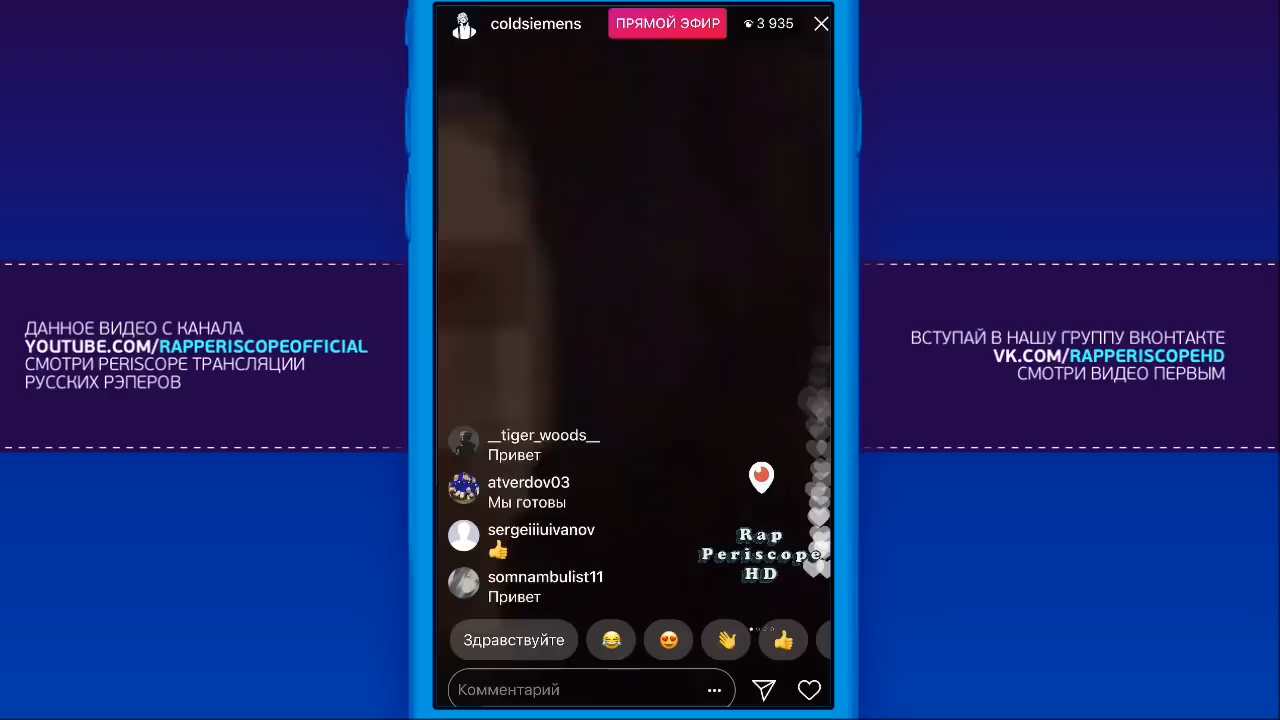 coldsiemens
ПРЯМОЙ ЭФИР
3 935
ДАННОЕ ВИДЕО С КАНАЛА
YOUTUBE.COM/RAPPERISCOPEOFFICIAL
СМОТРИ PERISCOPE ТРАНСЛЯЦИИ
РУССКИХ РЭПЕРОВ
ВСТУПАЙ В НАШУ ГРУППУ ВКОНТАКТЕ
VK.COM/RAPPERISCOPEHD
СМОТРИ ВИДЕО ПЕРВЫМ
__tiger_woods__
Привет
atverdov03
Мы готовы
sergeiiiuivanov
👍
somnambulist11
Привет
Rap
Periscope
HD
Здравствуйте
Комментарий